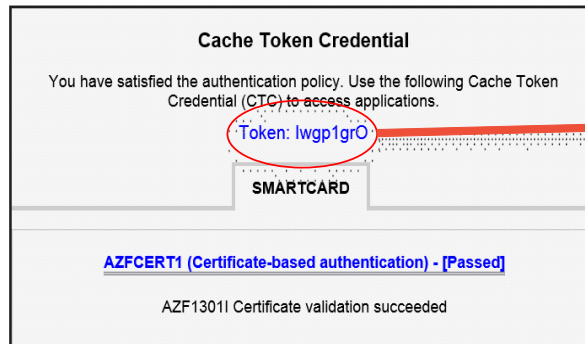 Cache Token Credential
You have satisfied the authentication policy. Use the following Cache Token
Credential (CTC) to access applications.
Token: Iwgp1grO
SMARTCARD
AZFCERT1 (Certificate-based authentication) - [Passed]
AZF1301I Certificate validation succeeded